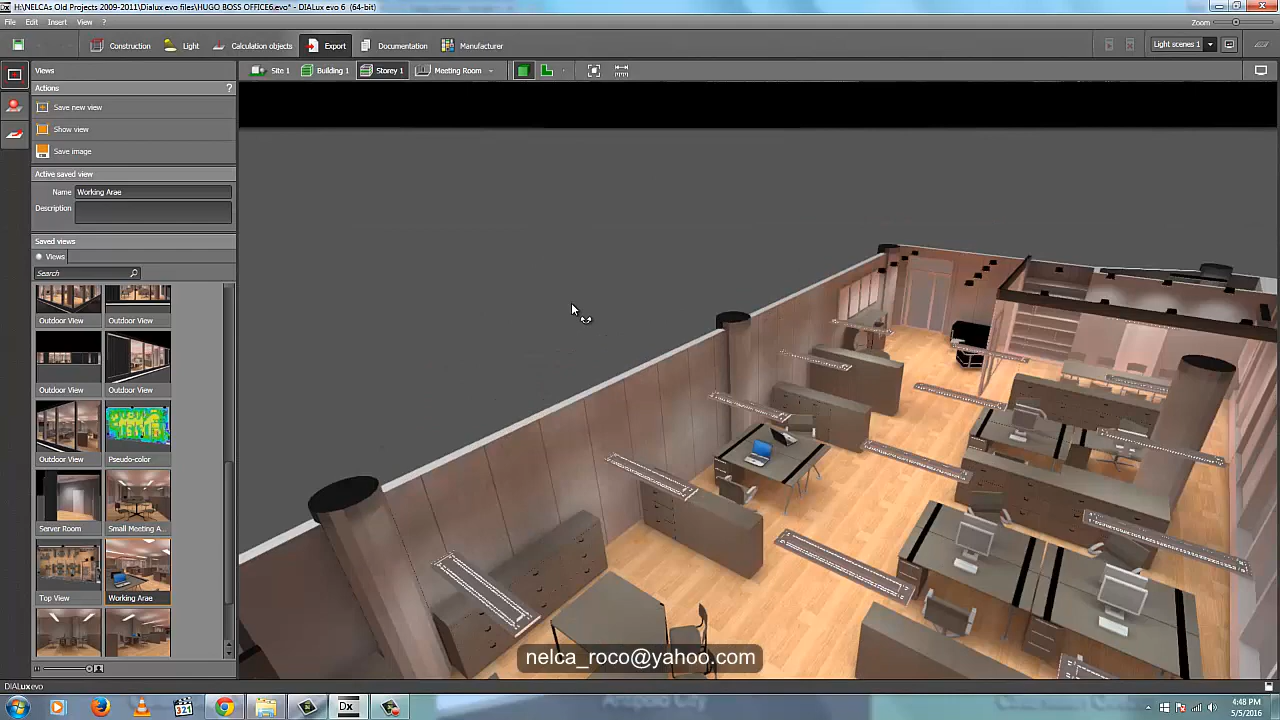 H:\NELCAs Old Projects 2009-2011\Dialux evo files\HUGO BOSS OFFICE6.evo* - DIALux evo 6 (64-bit)
File Edit Insert View ?
Zoom
Construction Light Calculation objects Export Documentation Manufacturer
Light scenes 1
Views
Site 1 Building 1 Storey 1 Meeting Room
Actions ?
Save new view
Show view
Save image
Active saved view
Name Working Arae
Description
Saved views
Views
Search
Outdoor View Outdoor View
Outdoor View Outdoor View
Outdoor View Pseudo-color
Server Room Small Meeting A...
Top View Working Arae
nelca_roco@yahoo.com
DIALux evo
Dx
4:48 PM
5/5/2016